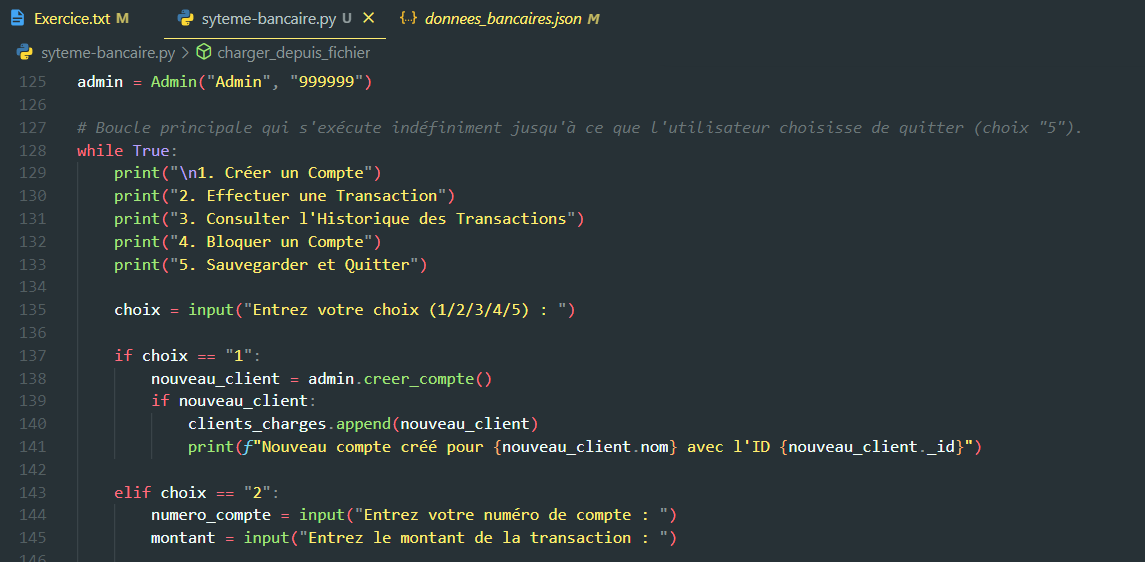 Exercice.txt M syteme-bancaire.py U × {..} donnees_bancaires.json M
syteme-bancaire.py > charger_depuis_fichier
125 admin = Admin("Admin", "999999")
126
127 # Boucle principale qui s'exécute indéfiniment jusqu'à ce que l'utilisateur choisisse de quitter (choix "5").
128 while True:
129     print("\n1. Créer un Compte")
130     print("2. Effectuer une Transaction")
131     print("3. Consulter l'Historique des Transactions")
132     print("4. Bloquer un Compte")
133     print("5. Sauvegarder et Quitter")
134
135     choix = input("Entrez votre choix (1/2/3/4/5) : ")
136
137     if choix == "1":
138         nouveau_client = admin.creer_compte()
139         if nouveau_client:
140             clients_charges.append(nouveau_client)
141             print(f"Nouveau compte créé pour {nouveau_client.nom} avec l'ID {nouveau_client._id}")
142
143     elif choix == "2":
144         numero_compte = input("Entrez votre numéro de compte : ")
145         montant = input("Entrez le montant de la transaction : ")
146